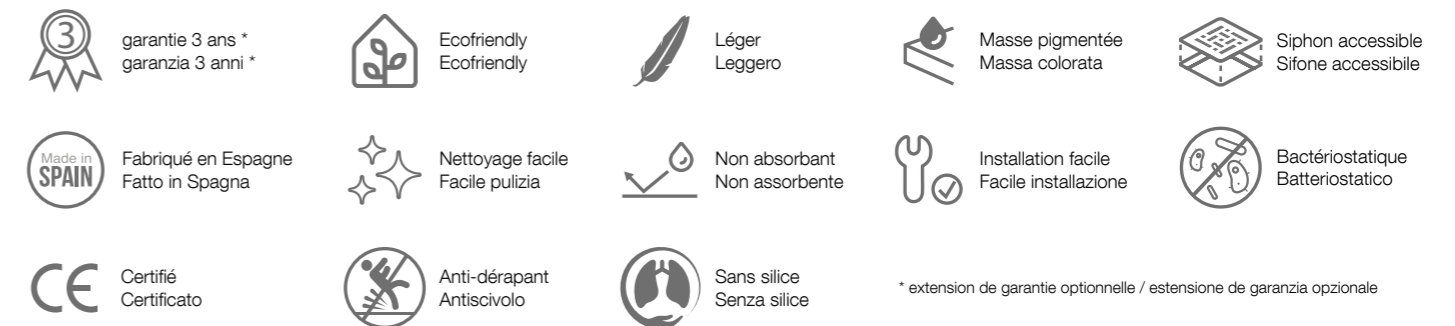 3
garantie 3 ans *
garanzia 3 anni *
Ecofriendly
Ecofriendly
Léger
Leggero
Masse pigmentée
Massa colorata
Siphon accessible
Sifone accessibile
Made in
SPAIN
Fabriqué en Espagne
Fatto in Spagna
Nettoyage facile
Facile pulizia
Non absorbant
Non assorbente
Installation facile
Facile installazione
Bactériostatique
Batteriostatico
CE
Certifié
Certificato
Anti-dérapant
Antiscivolo
Sans silice
Senza silice
* extension de garantie optionnelle / estensione de garanzia opzionale